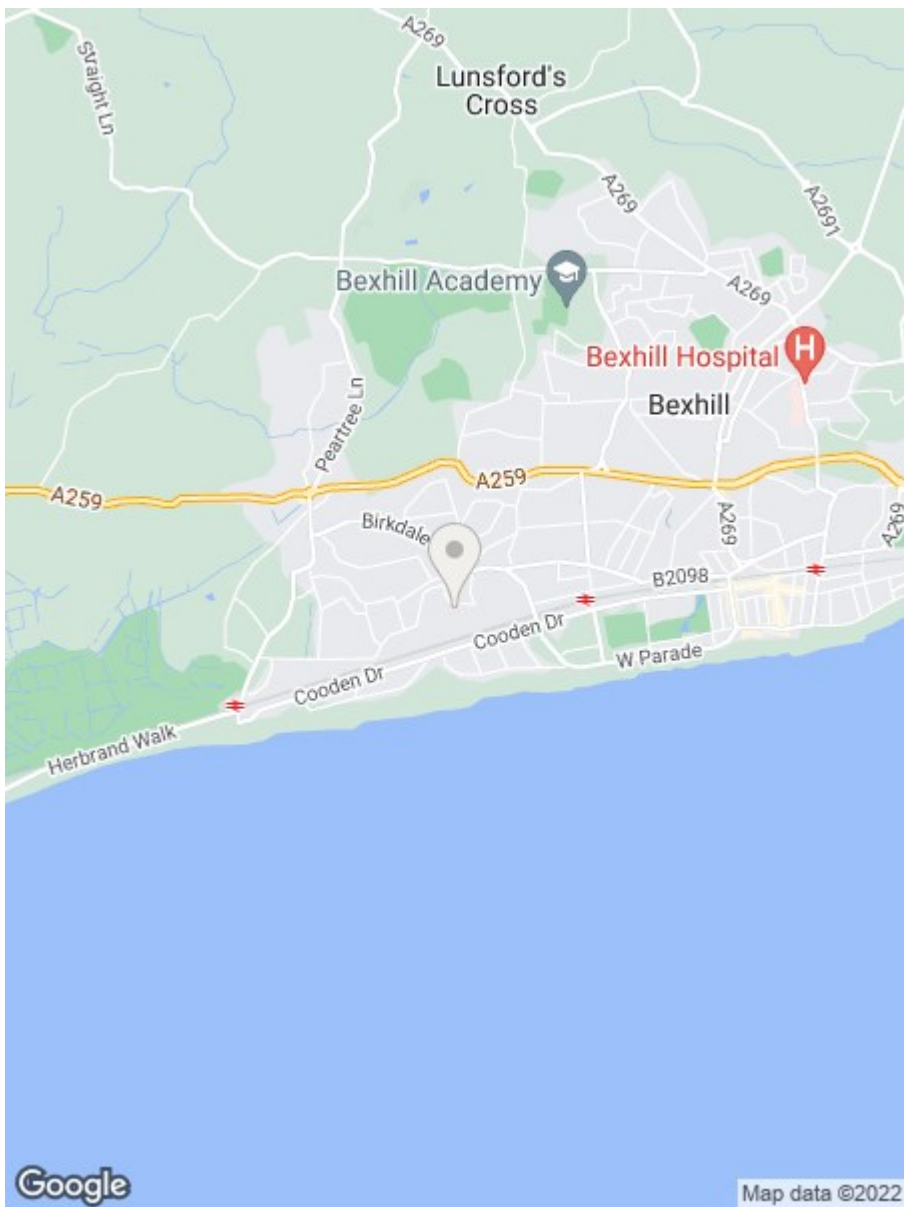 A269
Straight Ln
Lunsford's
Cross
A269
A2691
Bexhill Academy
A269
Bexhill Hospital
H
Bexhill
Peartree Ln
A259
A259
Birkdale
A269
A269
B2098
Cooden Dr
W Parade
Cooden Dr
Herbrand Walk
Google
Map data ©2022